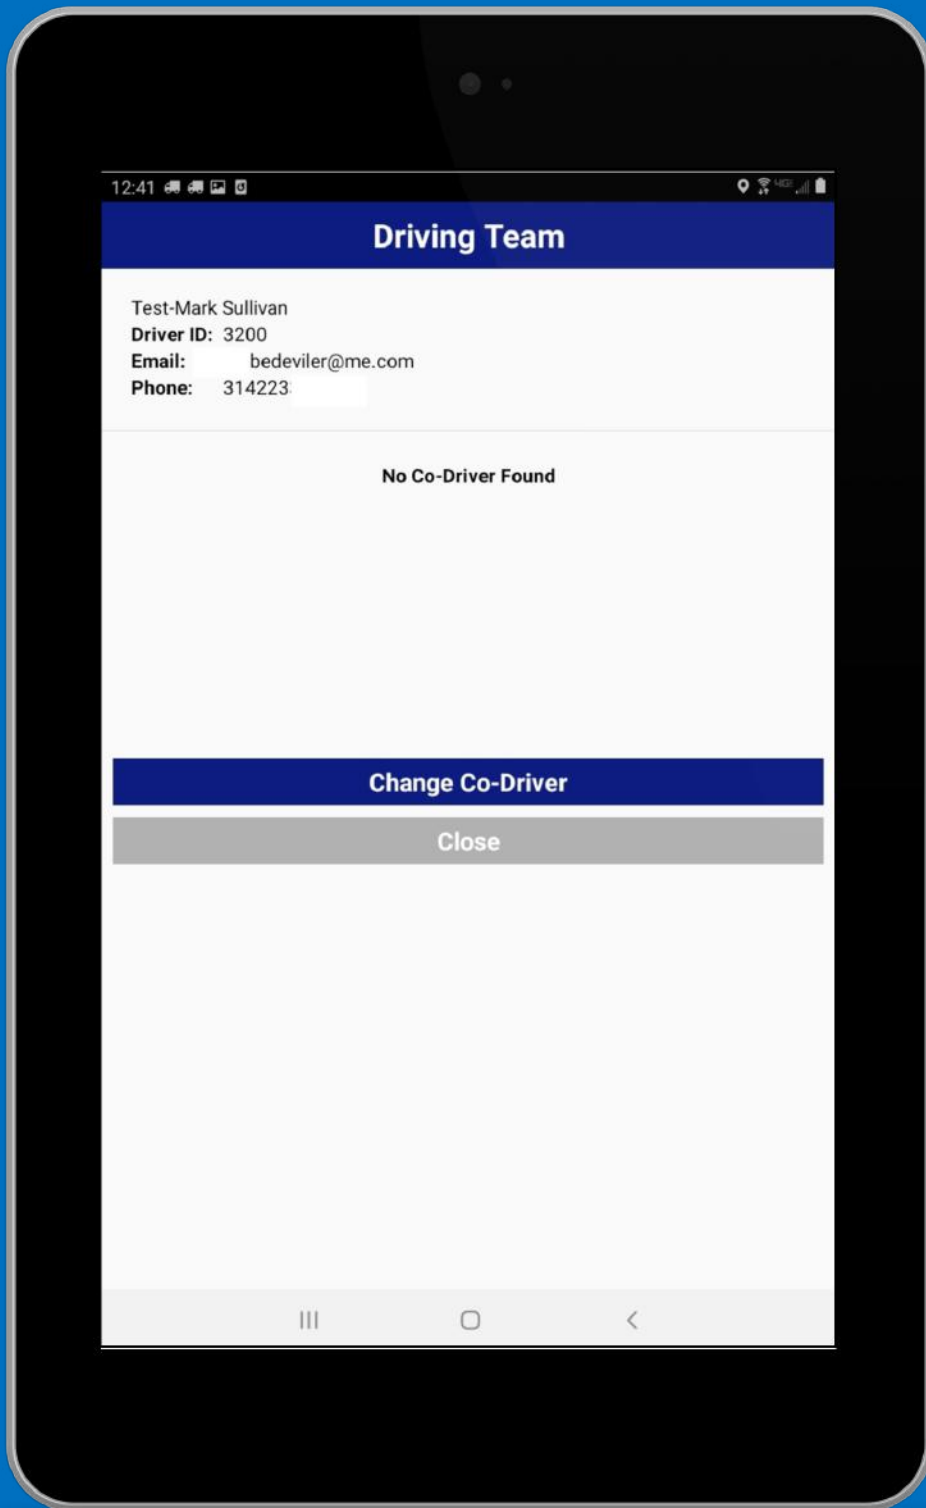 12:41
Driving Team
Test-Mark Sullivan
Driver ID: 3200
Email: bedeviler@me.com
Phone: 314223
No Co-Driver Found
Change Co-Driver
Close